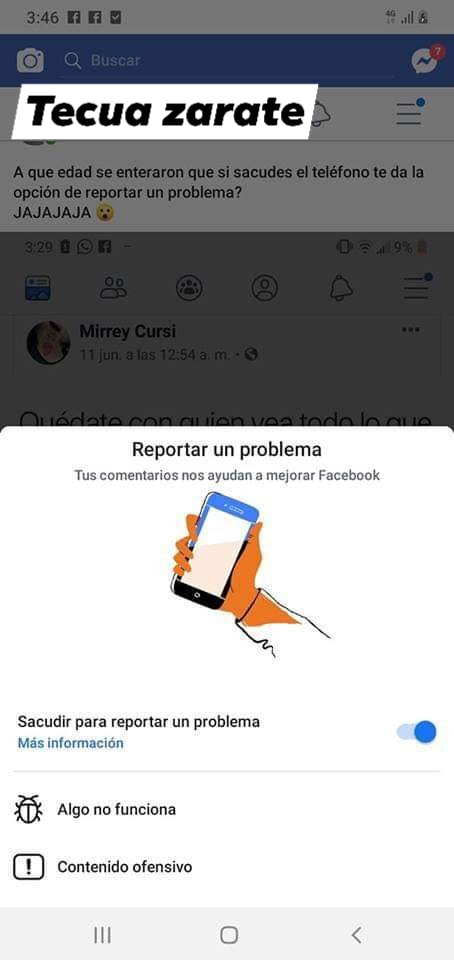 3:46
4G
Buscar
7
Tecua zarate
A que edad se enteraron que si sacudes el teléfono te da la
opción de reportar un problema?
JAJAJAJA 😮
3:29
9%
Mirrey Cursi
11 jun. a las 12:54 a. m.
Quédate con quien vea todo lo que
Reportar un problema
Tus comentarios nos ayudan a mejorar Facebook
Sacudir para reportar un problema
Más información
Algo no funciona
Contenido ofensivo